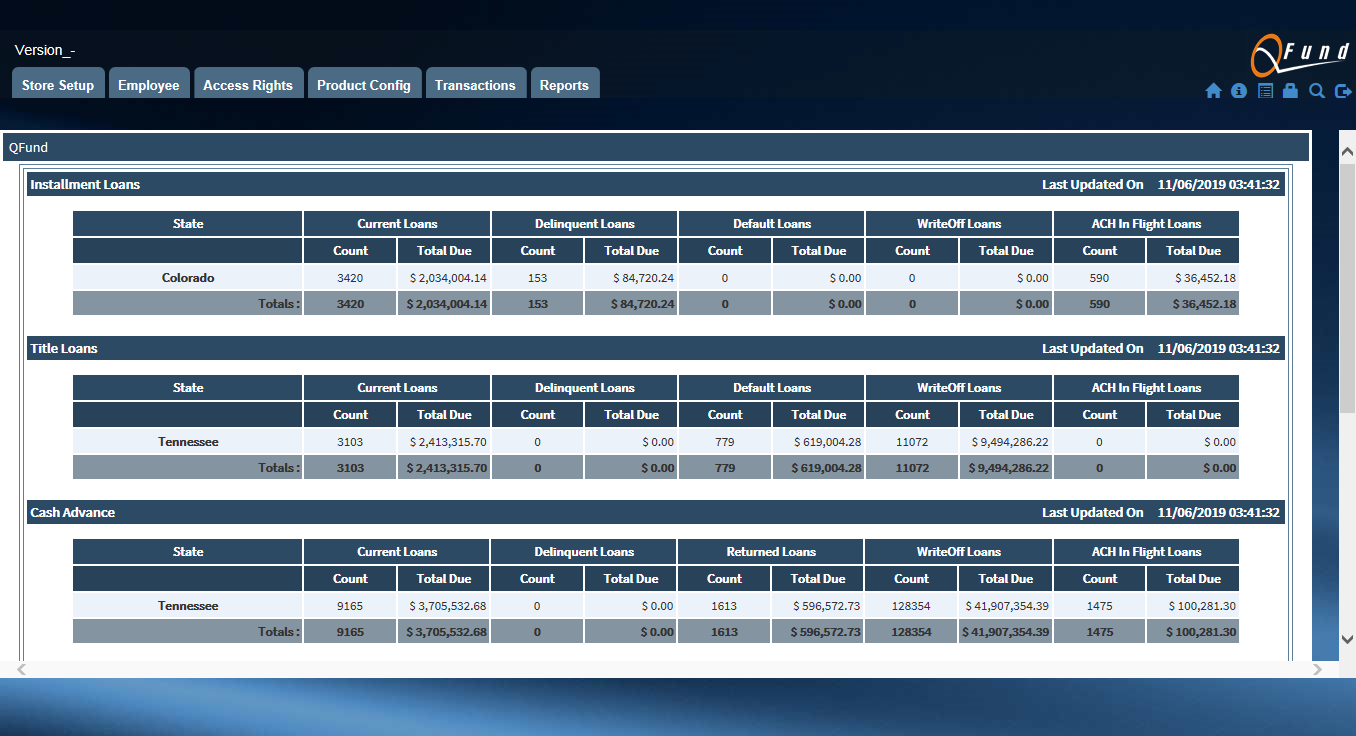 Version_-
QFund
Store Setup Employee Access Rights Product Config Transactions Reports
QFund
Installment Loans Last Updated On 11/06/2019 03:41:32
State Current Loans Delinquent Loans Default Loans WriteOff Loans ACH In Flight Loans
Count Total Due Count Total Due Count Total Due Count Total Due Count Total Due
Colorado 3420 $ 2,034,004.14 153 $ 84,720.24 0 $ 0.00 0 $ 0.00 590 $ 36,452.18
Totals : 3420 $ 2,034,004.14 153 $ 84,720.24 0 $ 0.00 0 $ 0.00 590 $ 36,452.18
Title Loans Last Updated On 11/06/2019 03:41:32
State Current Loans Delinquent Loans Default Loans WriteOff Loans ACH In Flight Loans
Count Total Due Count Total Due Count Total Due Count Total Due Count Total Due
Tennessee 3103 $ 2,413,315.70 0 $ 0.00 779 $ 619,004.28 11072 $ 9,494,286.22 0 $ 0.00
Totals : 3103 $ 2,413,315.70 0 $ 0.00 779 $ 619,004.28 11072 $ 9,494,286.22 0 $ 0.00
Cash Advance Last Updated On 11/06/2019 03:41:32
State Current Loans Delinquent Loans Returned Loans WriteOff Loans ACH In Flight Loans
Count Total Due Count Total Due Count Total Due Count Total Due Count Total Due
Tennessee 9165 $ 3,705,532.68 0 $ 0.00 1613 $ 596,572.73 128354 $ 41,907,354.39 1475 $ 100,281.30
Totals : 9165 $ 3,705,532.68 0 $ 0.00 1613 $ 596,572.73 128354 $ 41,907,354.39 1475 $ 100,281.30